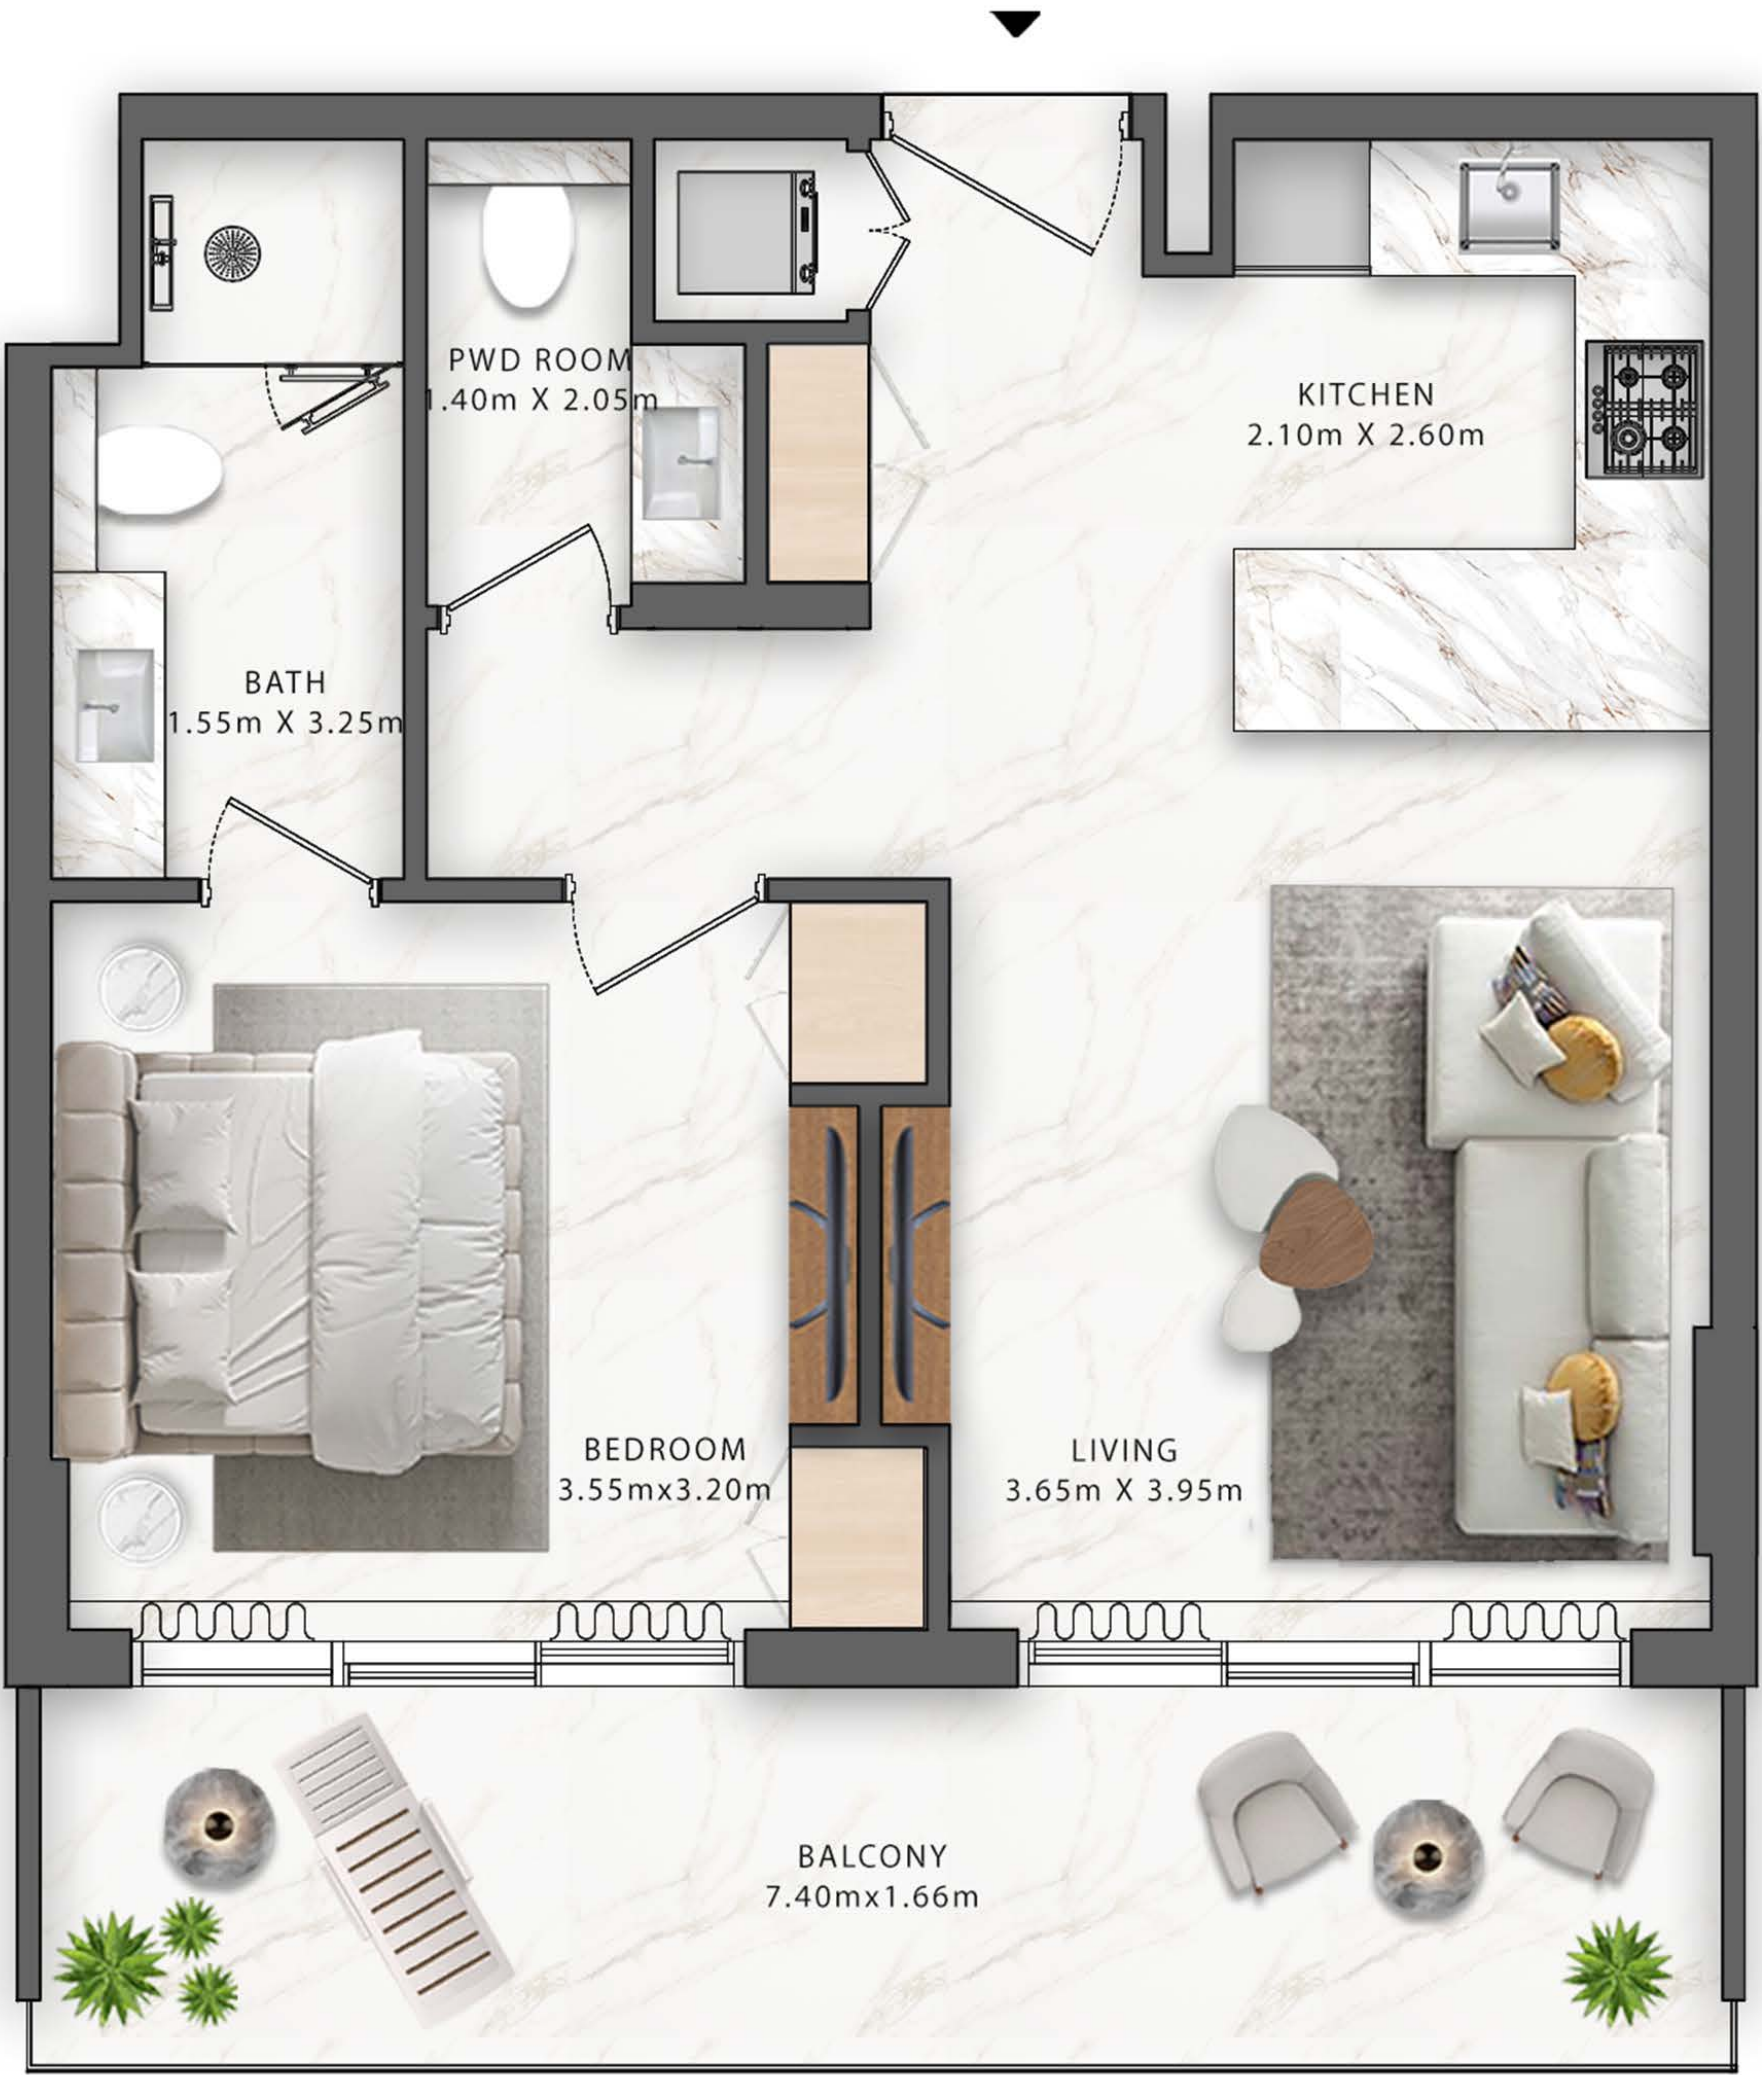 PWD ROOM
1.40m X 2.05m
KITCHEN
2.10m X 2.60m
BATH
1.55m X 3.25m
BEDROOM
3.55mx3.20m
LIVING
3.65m X 3.95m
BALCONY
7.40mx1.66m